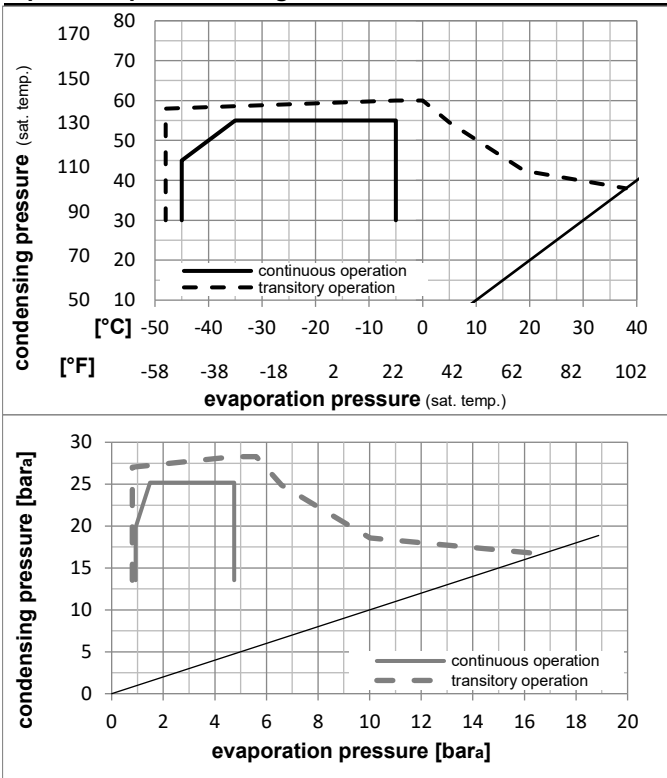 170 80
150 70
130 60
50
110 40
90 30
70 20
50 10
condensing pressure (sat. temp.)
continuous operation
transitory operation
[°C] -50 -40 -30 -20 -10 0 10 20 30 40
[°F] -58 -38 -18 2 22 42 62 82 102
evaporation pressure (sat. temp.)
30
25
20
15
10
5
0
condensing pressure [bara]
continuous operation
transitory operation
0 2 4 6 8 10 12 14 16 18 20
evaporation pressure [bara]